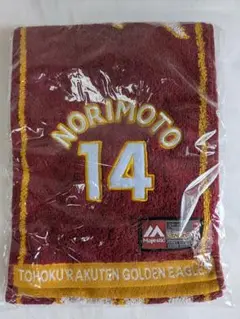 NORIMOTO
14
Majestic
TOHOKU RAKUTEN GOLDEN EAGLES